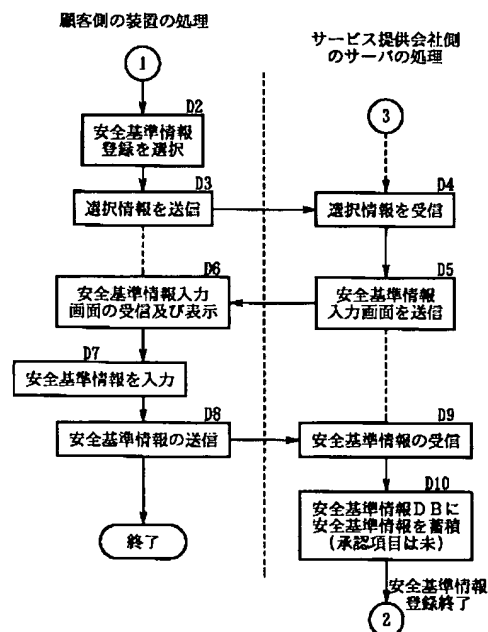 顧客側の装置の処理
サービス提供会社側
のサーバの処理
1
3
D2
安全基準情報
登録を選択
D3
選択情報を送信
D4
選択情報を受信
D6
安全基準情報入力
画面の受信及び表示
D5
安全基準情報
入力画面を送信
D7
安全基準情報を入力
D8
安全基準情報の送信
D9
安全基準情報の受信
D10
安全基準情報DBに
安全基準情報を蓄積
(承認項目は未)
終了
安全基準情報
登録終了
2